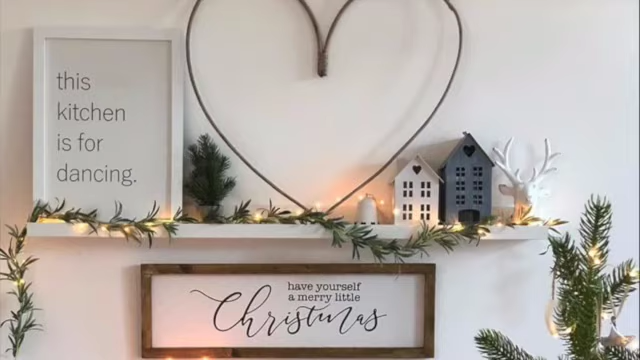 this
kitchen
is for
dancing.
have yourself
a merry little
Christmas